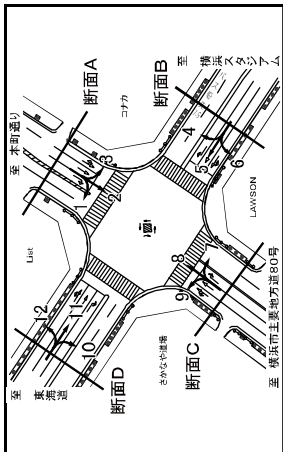 至 本町通り
断面A
コナカ
断面B
至 横浜スタジアム
3
2
4
5
6
List
LAWSON
12
11
10
8
7
9
至 東海道
断面D
さかなや道場
断面C
至 横浜市主要地方道80号